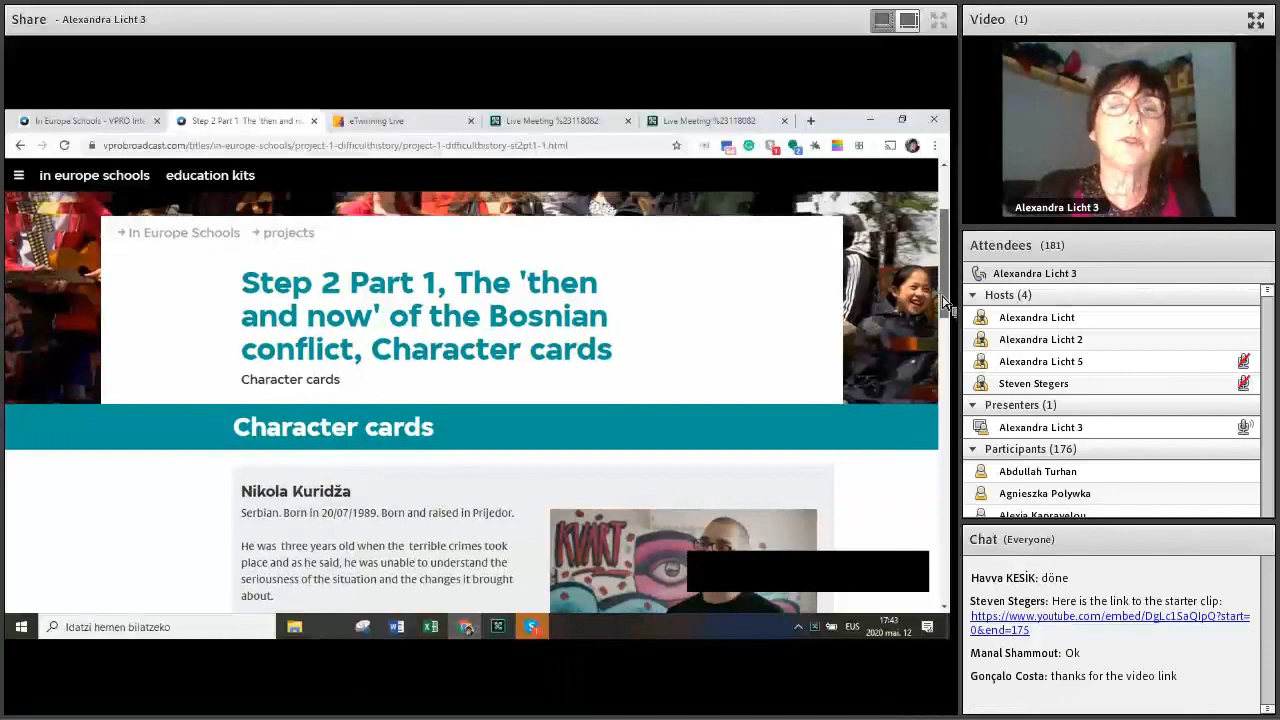 Share - Alexandra Licht 3
In Europe Schools - VPRO Inte
Step 2 Part 1, The 'then and n
eTwinning Live
Live Meeting %23118082
Live Meeting %23118082
vprobroadcast.com/titles/in-europe-schools/project-1-difficulthistory/project-1-difficulthistory-st2pt1-1.html
in europe schools education kits
In Europe Schools projects
Step 2 Part 1, The 'then
and now' of the Bosnian
conflict, Character cards
Character cards
Character cards
Nikola Kuridža
Serbian. Born in 20/07/1989. Born and raised in Prijedor.
He was three years old when the terrible crimes took
place and as he said, he was unable to understand the
seriousness of the situation and the changes it brought
about.
KVART
Idatzi hemen bilatzeko
EUS
17:43
2020 mai. 12
Video (1)
Alexandra Licht 3
Attendees (181)
Alexandra Licht 3
Hosts (4)
Alexandra Licht
Alexandra Licht 2
Alexandra Licht 5
Steven Stegers
Presenters (1)
Alexandra Licht 3
Participants (176)
Abdullah Turhan
Agnieszka Polywka
Alexia Kapravelou
Chat (Everyone)
Havva KESİK: döne
Steven Stegers: Here is the link to the starter clip:
https://www.youtube.com/embed/DgLc1SaQIpQ?start=
0&end=175
Manal Shammout: Ok
Gonçalo Costa: thanks for the video link